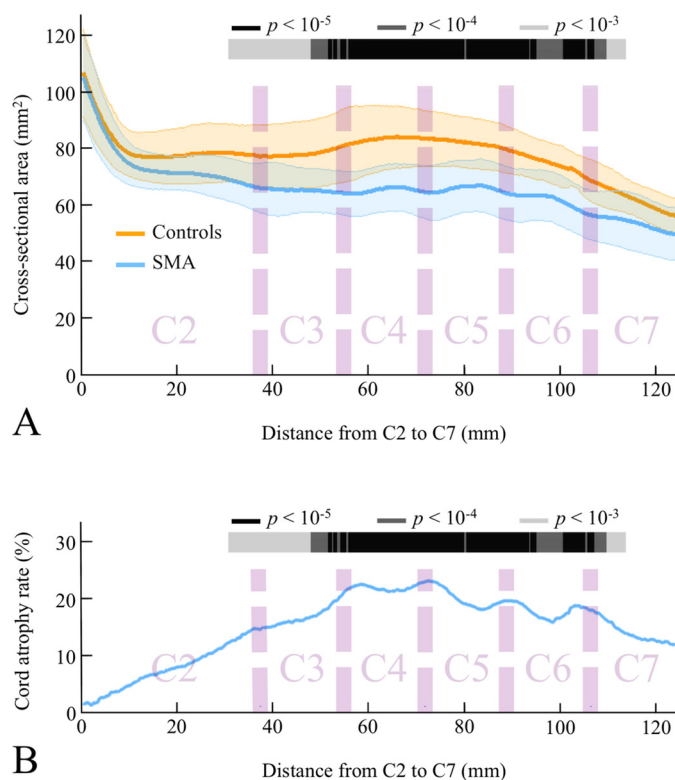 p < 10-5 p < 10-4 p < 10-3
120
100
80
60
40
20
0
Cross-sectional area (mm2)
Controls
SMA
C2 C3 C4 C5 C6 C7
0 20 40 60 80 100 120
A
Distance from C2 to C7 (mm)
p < 10-5 p < 10-4 p < 10-3
30
20
10
0
Cord atrophy rate (%)
C2 C3 C4 C5 C6 C7
0 20 40 60 80 100 120
B
Distance from C2 to C7 (mm)